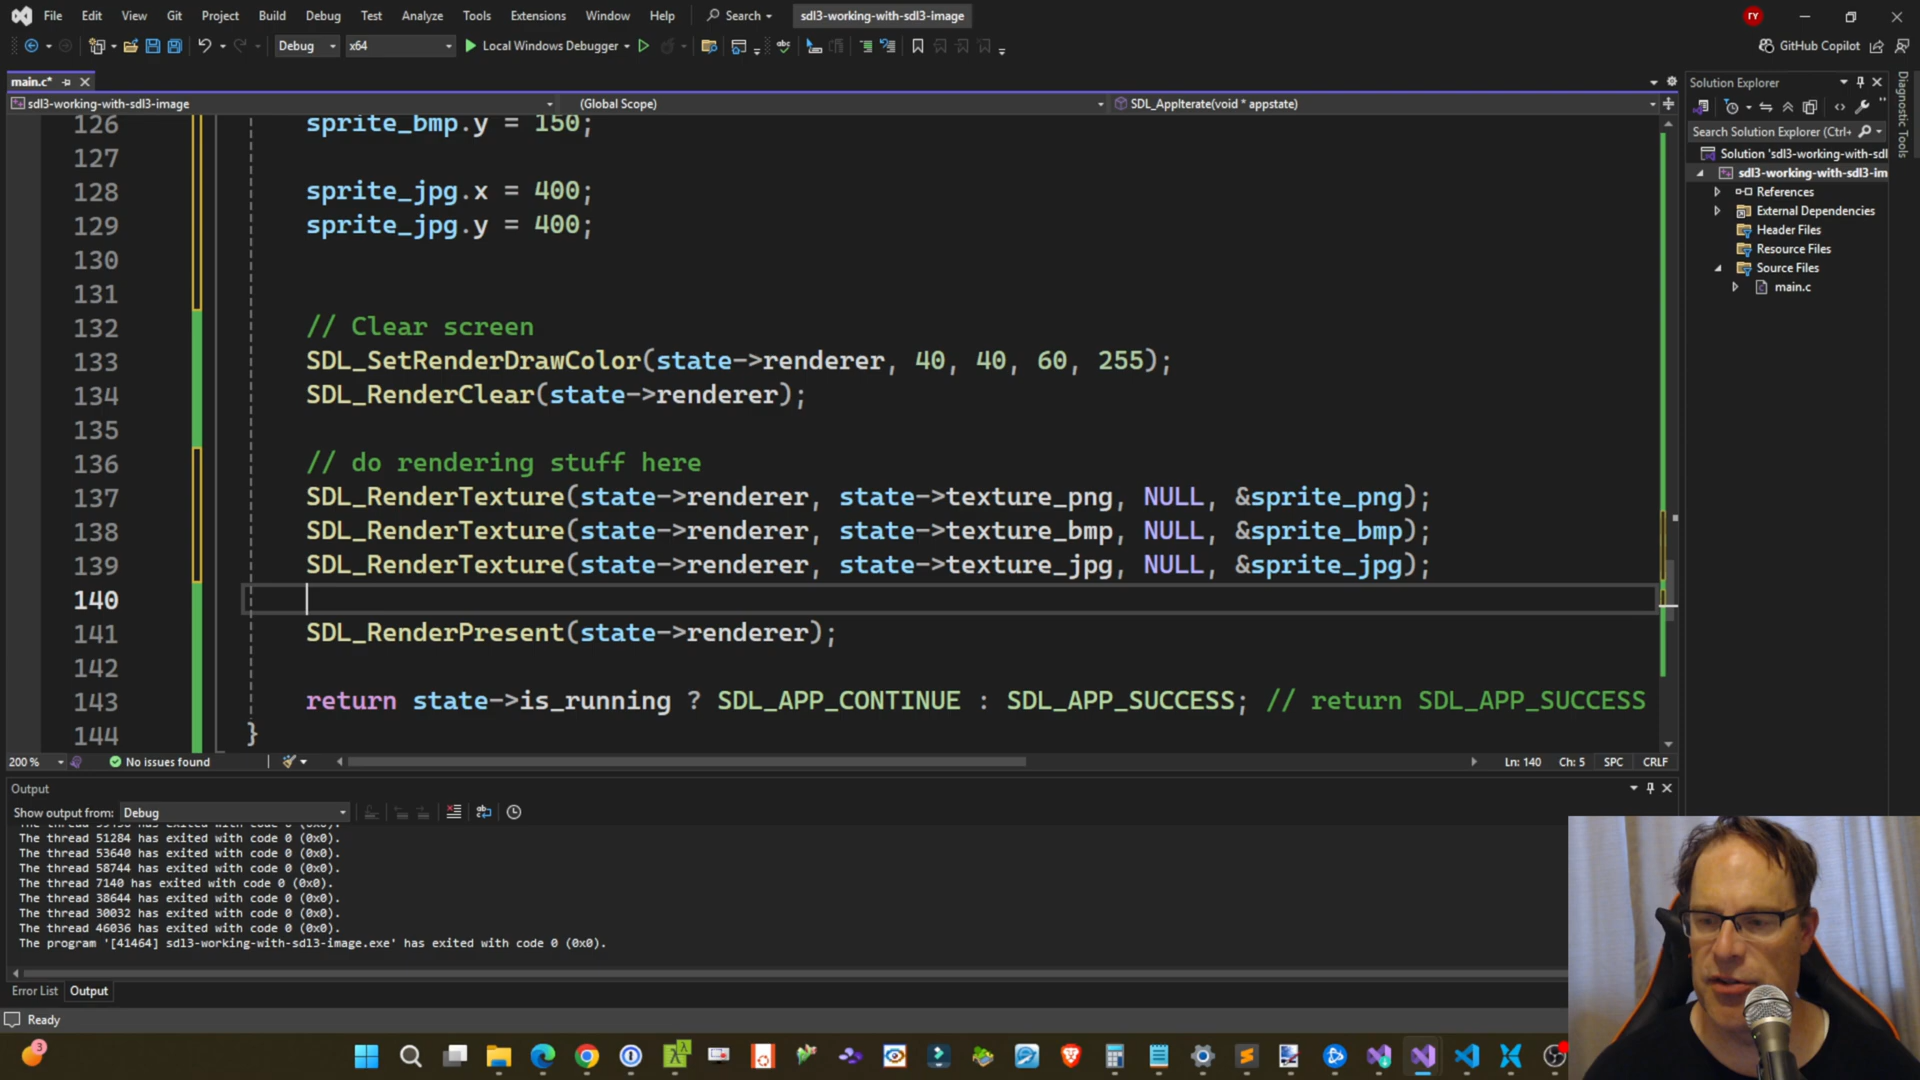 File Edit View Git Project Build Debug Test Analyze Tools Extensions Window Help Search sdl3-working-with-sdl3-image RY
Debug x64 Local Windows Debugger GitHub Copilot
main.c*
sdl3-working-with-sdl3-image (Global Scope) SDL_AppIterate(void * appstate)
126 sprite_bmp.y = 150;
127
128 sprite_jpg.x = 400;
129 sprite_jpg.y = 400;
130
131
132 // Clear screen
133 SDL_SetRenderDrawColor(state->renderer, 40, 40, 60, 255);
134 SDL_RenderClear(state->renderer);
135
136 // do rendering stuff here
137 SDL_RenderTexture(state->renderer, state->texture_png, NULL, &sprite_png);
138 SDL_RenderTexture(state->renderer, state->texture_bmp, NULL, &sprite_bmp);
139 SDL_RenderTexture(state->renderer, state->texture_jpg, NULL, &sprite_jpg);
140
141 SDL_RenderPresent(state->renderer);
142
143 return state->is_running ? SDL_APP_CONTINUE : SDL_APP_SUCCESS; // return SDL_APP_SUCCESS
144 }
200 % No issues found Ln: 140 Ch: 5 SPC CRLF
Output
Show output from: Debug
The thread 51284 has exited with code 0 (0x0).
The thread 53640 has exited with code 0 (0x0).
The thread 58744 has exited with code 0 (0x0).
The thread 7140 has exited with code 0 (0x0).
The thread 38644 has exited with code 0 (0x0).
The thread 30032 has exited with code 0 (0x0).
The thread 46036 has exited with code 0 (0x0).
The program '[41464] sdl3-working-with-sdl3-image.exe' has exited with code 0 (0x0).
Error List Output
Ready
Solution Explorer
Search Solution Explorer (Ctrl+
Solution 'sdl3-working-with-sdl
sdl3-working-with-sdl3-im
References
External Dependencies
Header Files
Resource Files
Source Files
main.c
Diagnostic Tools
3